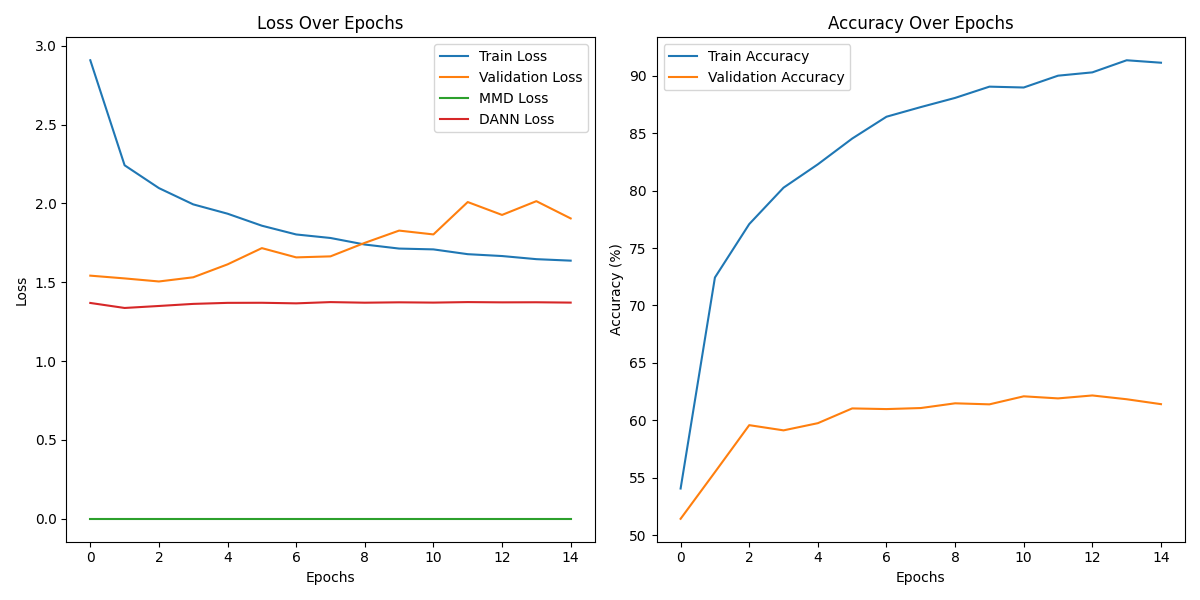 Loss Over Epochs
3.0
2.5
2.0
1.5
1.0
0.5
0.0
Loss
Train Loss
Validation Loss
MMD Loss
DANN Loss
0 2 4 6 8 10 12 14
Epochs
Accuracy Over Epochs
90
85
80
75
70
65
60
55
50
Accuracy (%)
Train Accuracy
Validation Accuracy
0 2 4 6 8 10 12 14
Epochs